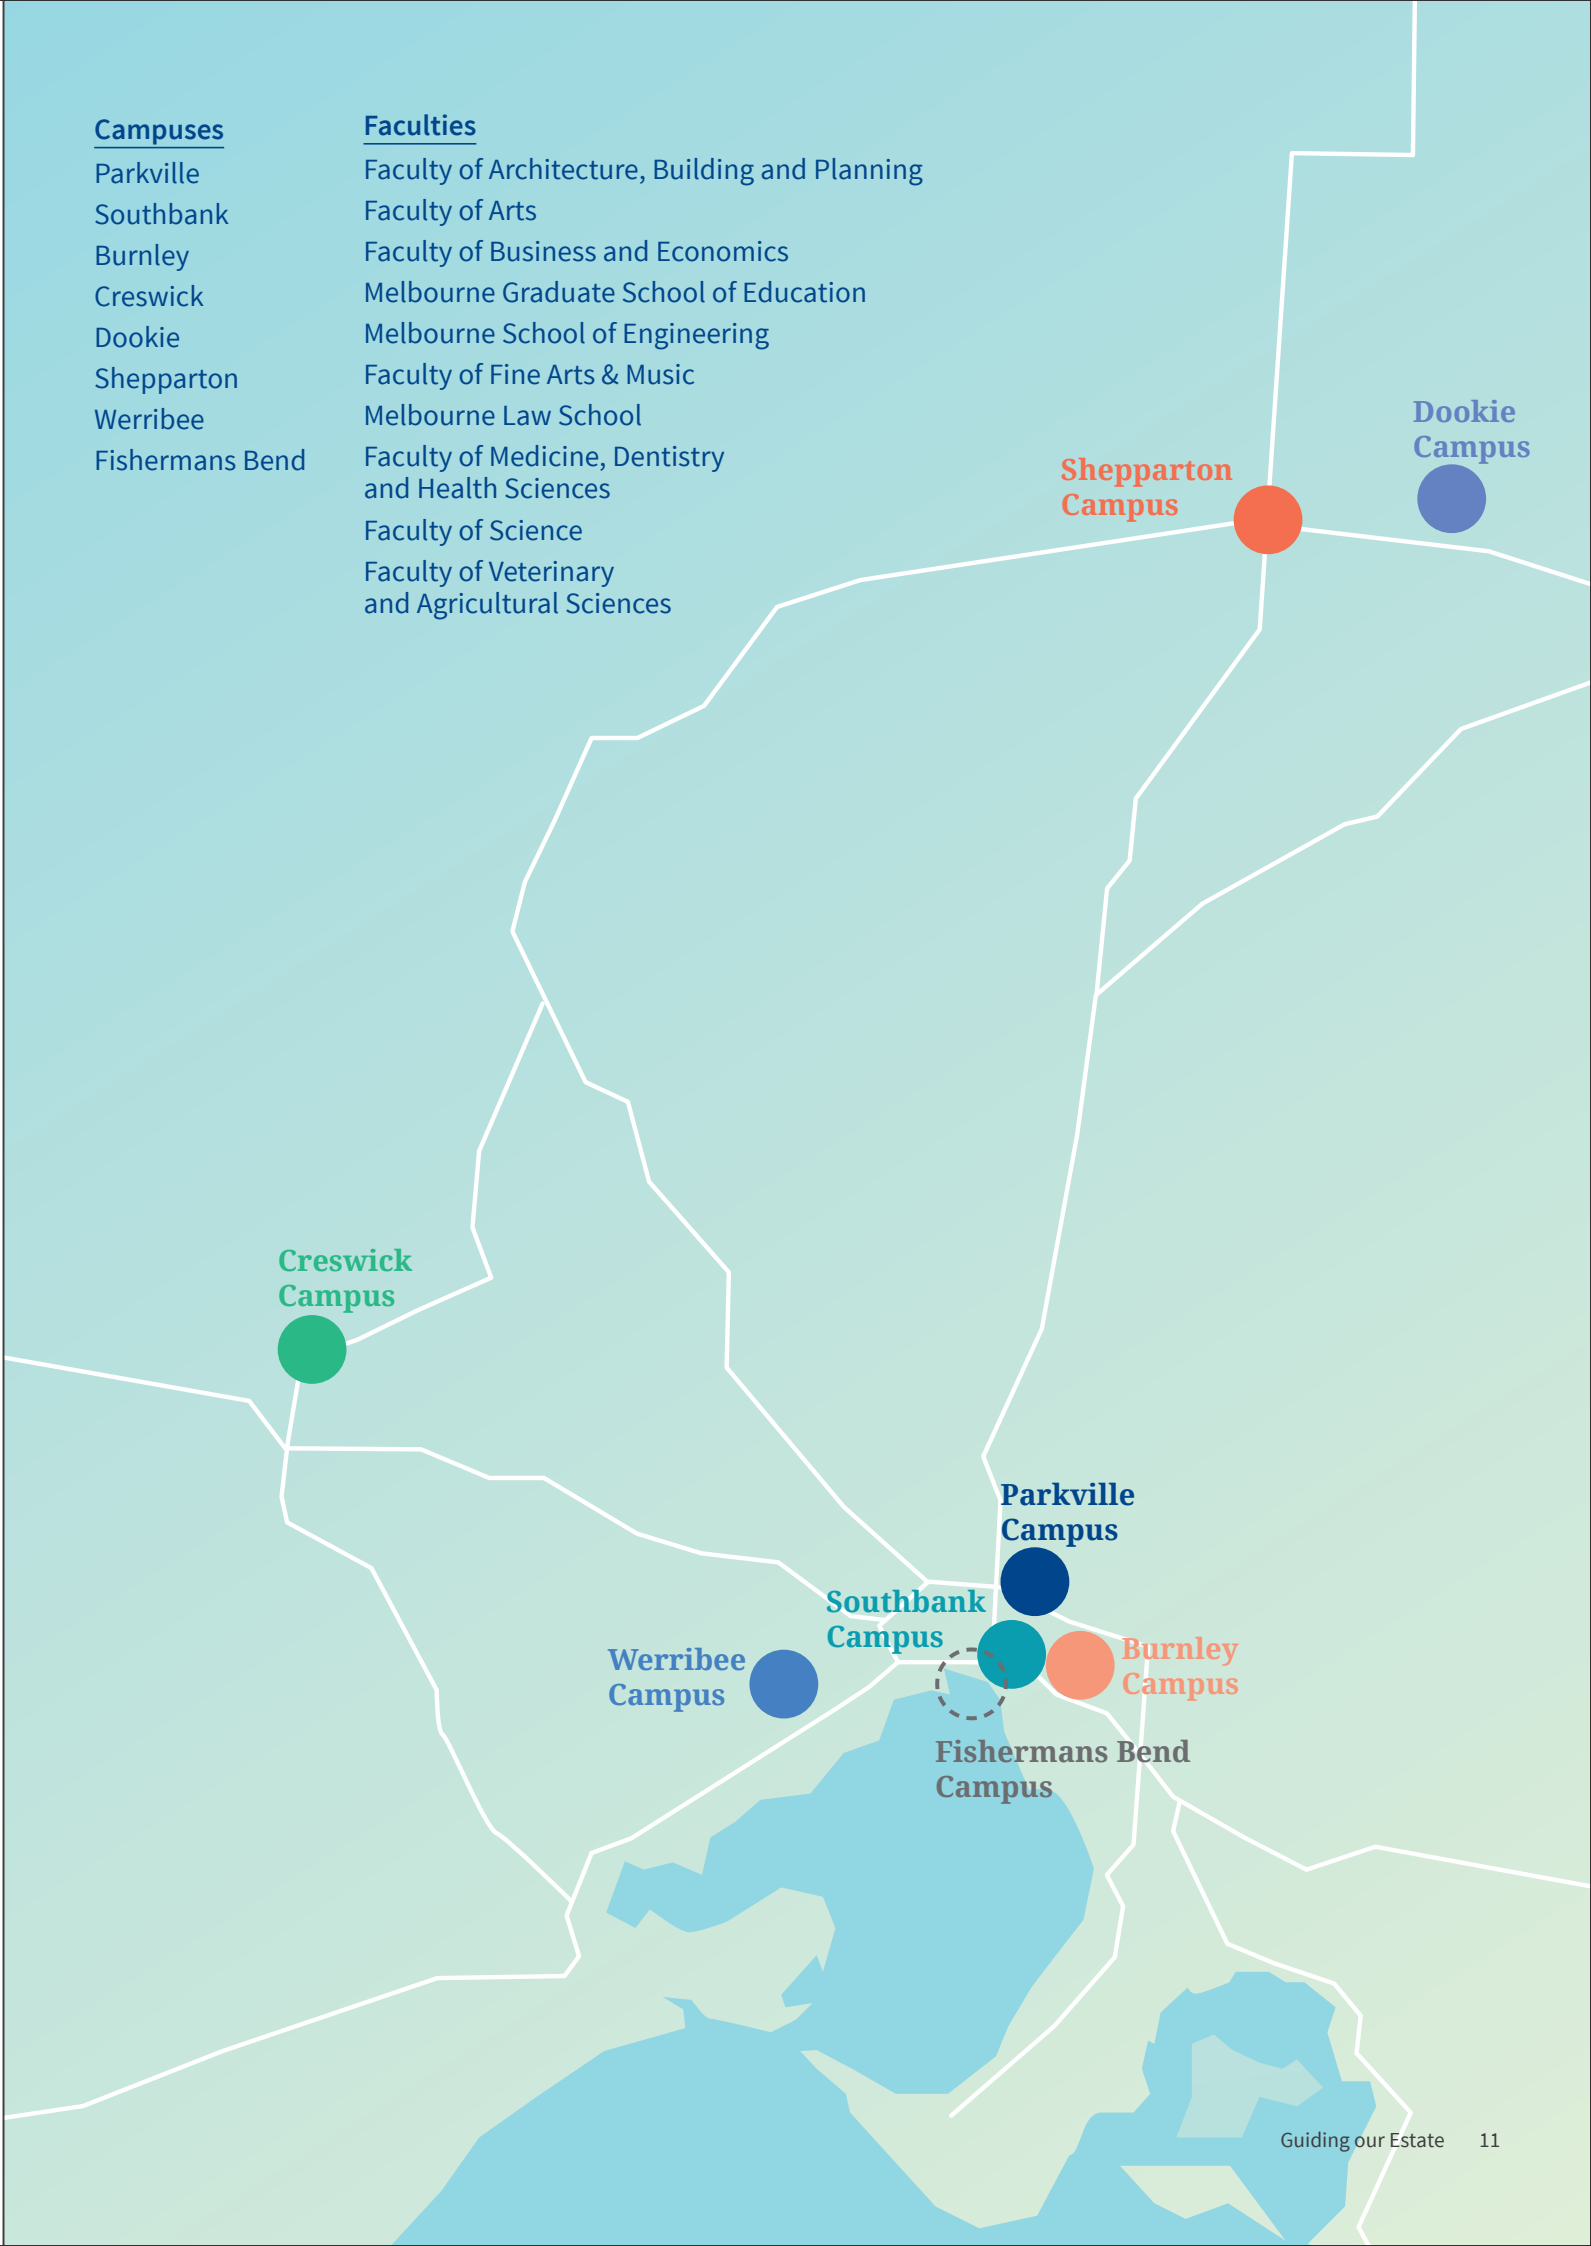 Campuses
Parkville
Southbank
Burnley
Creswick
Dookie
Shepparton
Werribee
Fishermans Bend
Faculties
Faculty of Architecture, Building and Planning
Faculty of Arts
Faculty of Business and Economics
Melbourne Graduate School of Education
Melbourne School of Engineering
Faculty of Fine Arts & Music
Melbourne Law School
Faculty of Medicine, Dentistry
and Health Sciences
Faculty of Science
Faculty of Veterinary
and Agricultural Sciences
Dookie
Campus
Shepparton
Campus
Creswick
Campus
Parkville
Campus
Southbank
Campus
Burnley
Campus
Werribee
Campus
Fishermans Bend
Campus
Guiding our Estate 11